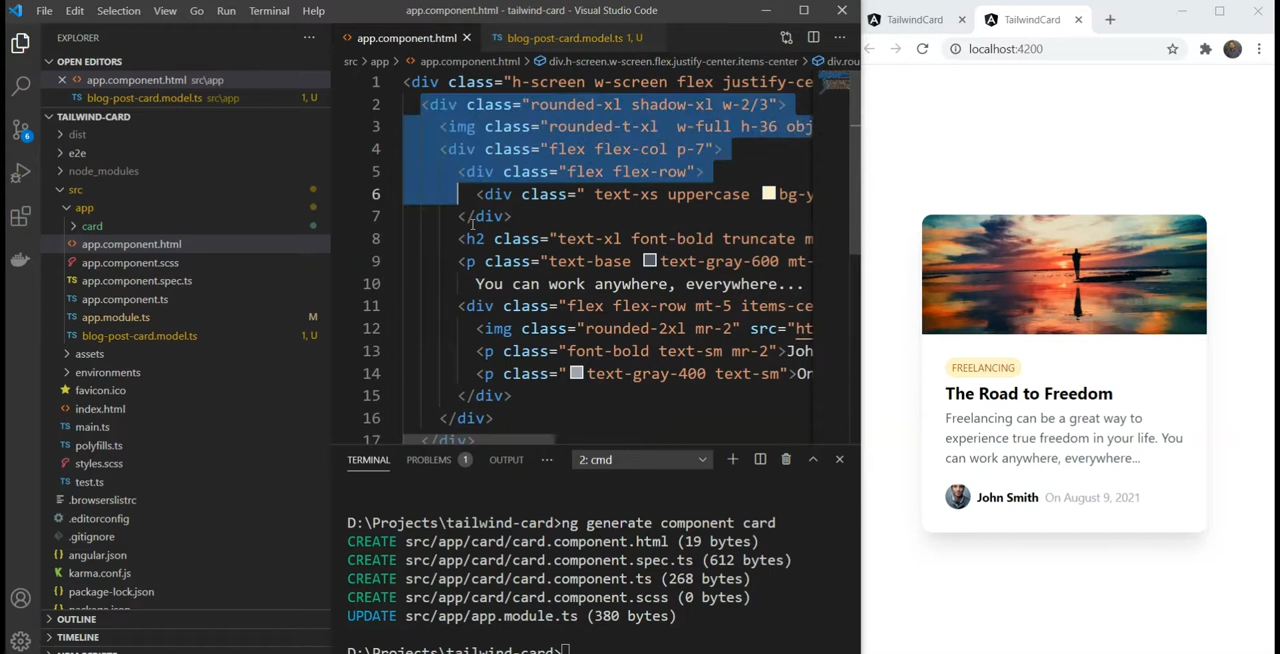 File Edit Selection View Go Run Terminal Help
app.component.html - tailwind-card - Visual Studio Code
EXPLORER
OPEN EDITORS
app.component.html src\app
blog-post-card.model.ts src\app 1, U
TAILWIND-CARD
dist
e2e
node_modules
src
app
card
app.component.html
app.component.scss
app.component.spec.ts
app.component.ts
app.module.ts M
blog-post-card.model.ts 1, U
assets
environments
favicon.ico
index.html
main.ts
polyfills.ts
styles.scss
test.ts
.browserslistrc
.editorconfig
.gitignore
angular.json
karma.conf.js
package-lock.json
package.json
OUTLINE
TIMELINE
6
app.component.html
blog-post-card.model.ts 1, U
src > app > app.component.html > div.h-screen.w-screen.flex.justify-center.items-center > div.rou
1 <div class="h-screen w-screen flex justify-ce
2 <div class="rounded-xl shadow-xl w-2/3">
3 <img class="rounded-t-xl w-full h-36 obj
4 <div class="flex flex-col p-7">
5 <div class="flex flex-row">
6 <div class=" text-xs uppercase bg-y
7 </div>
8 <h2 class="text-xl font-bold truncate m
9 <p class="text-base text-gray-600 mt-
10 You can work anywhere, everywhere...
11 <div class="flex flex-row mt-5 items-ce
12 <img class="rounded-2xl mr-2" src="ht
13 <p class="font-bold text-sm mr-2">Joh
14 <p class="text-gray-400 text-sm">On
15 </div>
16 </div>
17 </div>
TERMINAL PROBLEMS 1 OUTPUT ··· 2: cmd
D:\Projects\tailwind-card>ng generate component card
CREATE src/app/card/card.component.html (19 bytes)
CREATE src/app/card/card.component.spec.ts (612 bytes)
CREATE src/app/card/card.component.ts (268 bytes)
CREATE src/app/card/card.component.scss (0 bytes)
UPDATE src/app/app.module.ts (380 bytes)
D:\Projects\tailwind-card>
TailwindCard
TailwindCard
localhost:4200
FREELANCING
The Road to Freedom
Freelancing can be a great way to
experience true freedom in your life. You
can work anywhere, everywhere...
John Smith On August 9, 2021